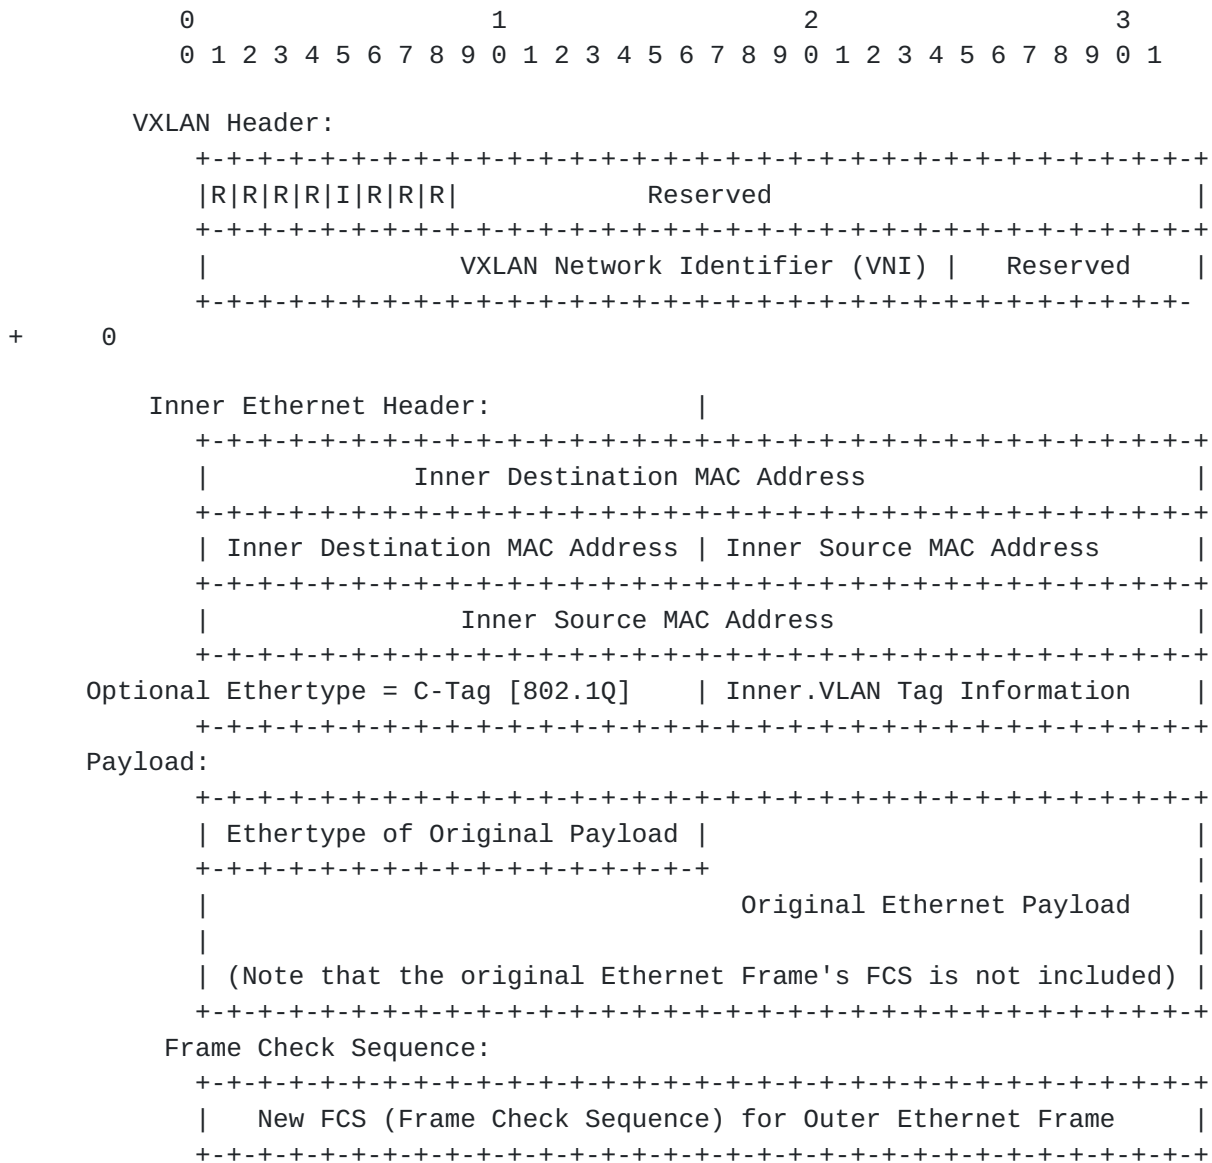 0                   1                   2                   3
           0 1 2 3 4 5 6 7 8 9 0 1 2 3 4 5 6 7 8 9 0 1 2 3 4 5 6 7 8 9 0 1

        VXLAN Header:
            +-+-+-+-+-+-+-+-+-+-+-+-+-+-+-+-+-+-+-+-+-+-+-+-+-+-+-+-+-+-+-+-+
            |R|R|R|R|I|R|R|R|            Reserved                           |
            +-+-+-+-+-+-+-+-+-+-+-+-+-+-+-+-+-+-+-+-+-+-+-+-+-+-+-+-+-+-+-+-+
            |                VXLAN Network Identifier (VNI) |   Reserved    |
            +-+-+-+-+-+-+-+-+-+-+-+-+-+-+-+-+-+-+-+-+-+-+-+-+-+-+-+-+-+-+-+-
+     0

         Inner Ethernet Header:             |
            +-+-+-+-+-+-+-+-+-+-+-+-+-+-+-+-+-+-+-+-+-+-+-+-+-+-+-+-+-+-+-+-+
            |             Inner Destination MAC Address                     |
            +-+-+-+-+-+-+-+-+-+-+-+-+-+-+-+-+-+-+-+-+-+-+-+-+-+-+-+-+-+-+-+-+
            | Inner Destination MAC Address | Inner Source MAC Address      |
            +-+-+-+-+-+-+-+-+-+-+-+-+-+-+-+-+-+-+-+-+-+-+-+-+-+-+-+-+-+-+-+-+
            |                Inner Source MAC Address                       |
            +-+-+-+-+-+-+-+-+-+-+-+-+-+-+-+-+-+-+-+-+-+-+-+-+-+-+-+-+-+-+-+-+
     Optional Ethertype = C-Tag [802.1Q]    | Inner.VLAN Tag Information    |
            +-+-+-+-+-+-+-+-+-+-+-+-+-+-+-+-+-+-+-+-+-+-+-+-+-+-+-+-+-+-+-+-+
     Payload:
            +-+-+-+-+-+-+-+-+-+-+-+-+-+-+-+-+-+-+-+-+-+-+-+-+-+-+-+-+-+-+-+-+
            | Ethertype of Original Payload |                               |
            +-+-+-+-+-+-+-+-+-+-+-+-+-+-+-+-+                               |
            |                                  Original Ethernet Payload    |
            |                                                               |
            | (Note that the original Ethernet Frame's FCS is not included) |
            +-+-+-+-+-+-+-+-+-+-+-+-+-+-+-+-+-+-+-+-+-+-+-+-+-+-+-+-+-+-+-+-+
          Frame Check Sequence:
            +-+-+-+-+-+-+-+-+-+-+-+-+-+-+-+-+-+-+-+-+-+-+-+-+-+-+-+-+-+-+-+-+
            |   New FCS (Frame Check Sequence) for Outer Ethernet Frame     |
            +-+-+-+-+-+-+-+-+-+-+-+-+-+-+-+-+-+-+-+-+-+-+-+-+-+-+-+-+-+-+-+-+